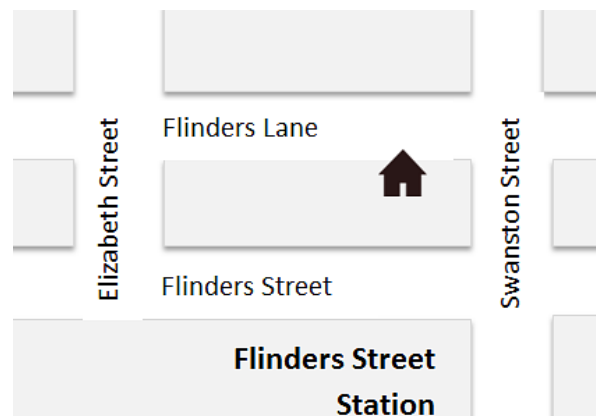 Flinders Lane
Elizabeth Street
Swanston Street
Flinders Street
Flinders Street
Station